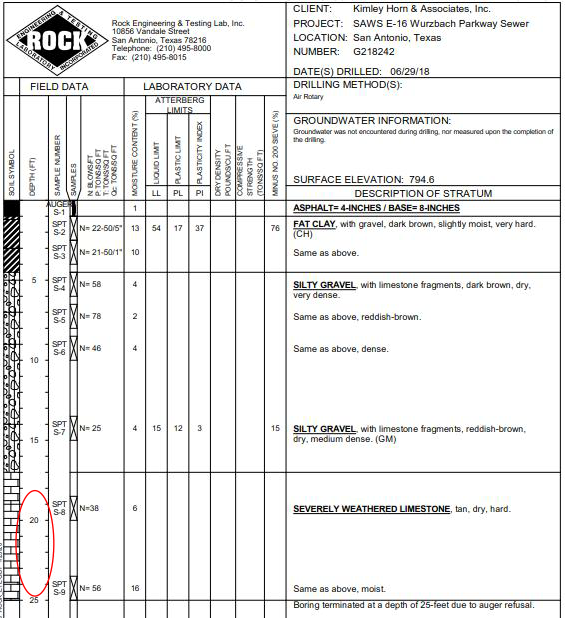 ROCK
ENGINEERING & TESTING
LABORATORY, INCORPORATED
Rock Engineering & Testing Lab, Inc.
10856 Vandale Street
San Antonio, Texas 78216
Telephone: (210) 495-8000
Fax: (210) 495-8015
CLIENT: Kimley Horn & Associates, Inc.
PROJECT: SAWS E-16 Wurzbach Parkway Sewer
LOCATION: San Antonio, Texas
NUMBER: G218242
DATE(S) DRILLED: 06/29/18
FIELD DATA
LABORATORY DATA
DRILLING METHOD(S):
Air Rotary
GROUNDWATER INFORMATION:
Groundwater was not encountered during drilling, nor measured upon the completion of
the drilling.
SURFACE ELEVATION: 794.6
DESCRIPTION OF STRATUM
ATTERBERG
LIMITS
SOIL SYMBOL
DEPTH (FT)
SAMPLE NUMBER
SAMPLES
N: BLOWS/FT
P: TONS/SQ FT
T: TONS/SQ FT
Qc: TONS/SQ FT
MOISTURE CONTENT (%)
LIQUID LIMIT
PLASTIC LIMIT
PLASTICITY INDEX
DRY DENSITY
POUNDS/CU.FT
COMPRESSIVE
STRENGTH
(TONS/SQ FT)
MINUS NO. 200 SIEVE (%)
LL PL PI
AUGER
S-1 1 ASPHALT= 4-INCHES / BASE= 8-INCHES
SPT
S-2 N= 22-50/5" 13 54 17 37 76 FAT CLAY, with gravel, dark brown, slightly moist, very hard.
(CH)
SPT
S-3 N= 21-50/1" 10 Same as above.
5
SPT
S-4 N= 58 4 SILTY GRAVEL, with limestone fragments, dark brown, dry,
very dense.
SPT
S-5 N= 78 2 Same as above, reddish-brown.
SPT
S-6 N= 46 4 Same as above, dense.
10
SPT
S-7 N= 25 4 15 12 3 15 SILTY GRAVEL, with limestone fragments, reddish-brown,
dry, medium dense. (GM)
15
SPT
S-8 N=38 6 SEVERELY WEATHERED LIMESTONE, tan, dry, hard.
20
SPT
S-9 N= 56 16 Same as above, moist.
25
Boring terminated at a depth of 25-feet due to auger refusal.